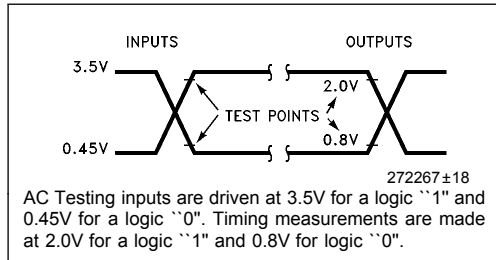 INPUTS OUTPUTS
3.5V
2.0V
TEST POINTS
0.8V
0.45V
272267±18
AC Testing inputs are driven at 3.5V for a logic ``1'' and
0.45V for a logic ``0''. Timing measurements are made
at 2.0V for a logic ``1'' and 0.8V for logic ``0''.